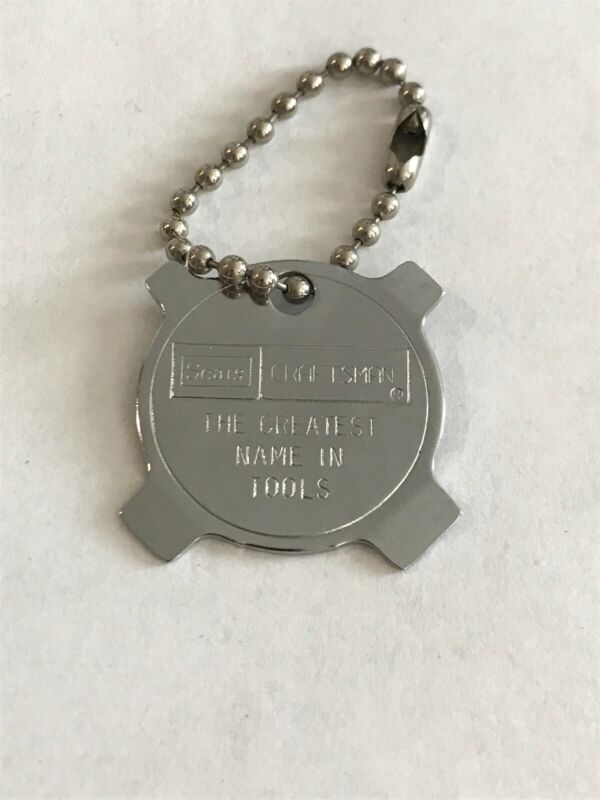 Sears CRAFTSMAN ®
THE GREATEST
NAME IN
TOOLS